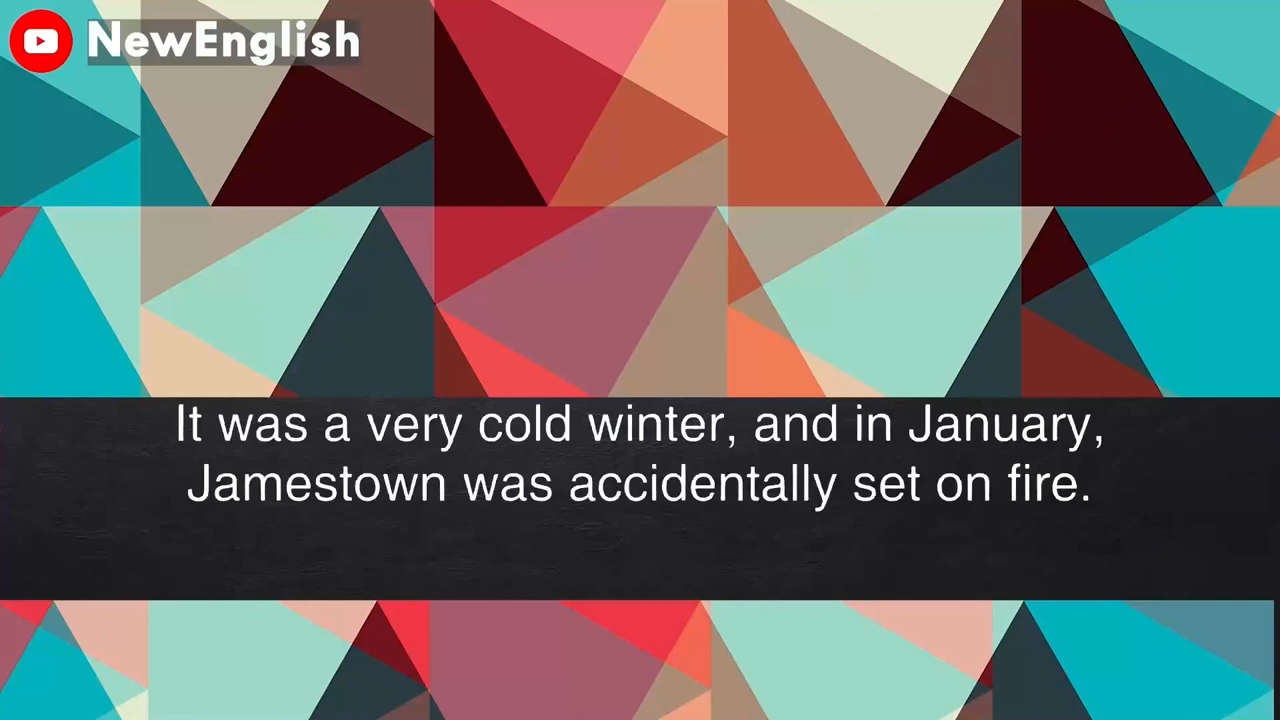 NewEnglish
It was a very cold winter, and in January,
Jamestown was accidentally set on fire.